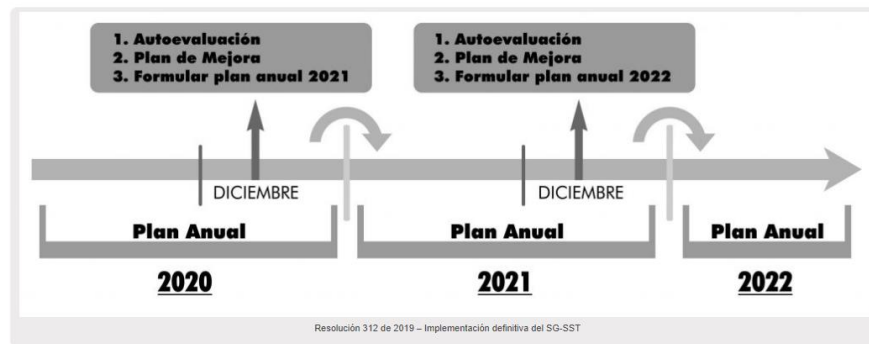 1. Autoevaluación
2. Plan de Mejora
3. Formular plan anual 2021
1. Autoevaluación
2. Plan de Mejora
3. Formular plan anual 2022
DICIEMBRE
DICIEMBRE
Plan Anual
Plan Anual
Plan Anual
2020
2021
2022
Resolución 312 de 2019 – Implementación definitiva del SG-SST